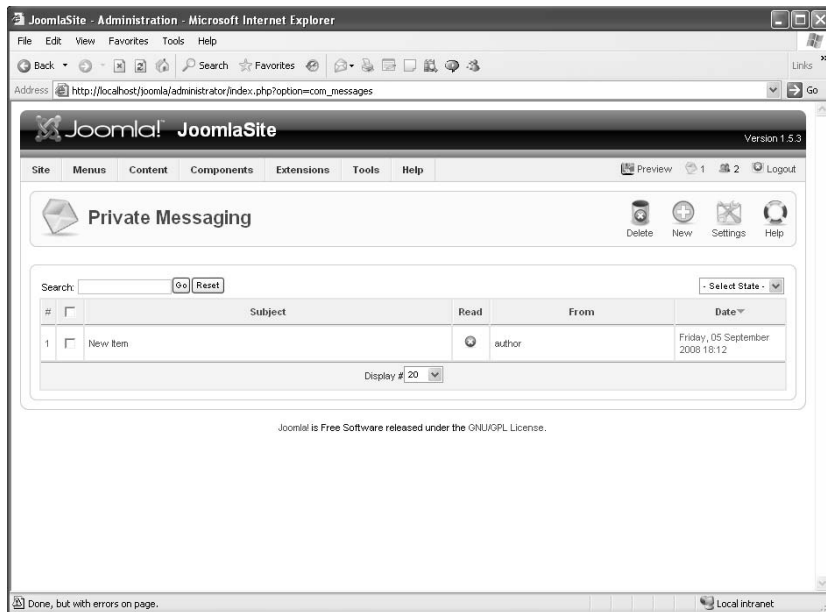 JoomlaSite - Administration - Microsoft Internet Explorer
File Edit View Favorites Tools Help
Back Search Favorites Links »
Address http://localhost/joomla/administrator/index.php?option=com_messages Go
Joomla! JoomlaSite
Version 1.5.3
Site Menus Content Components Extensions Tools Help Preview 1 2 Logout
Private Messaging
Delete New Settings Help
Search: Go Reset - Select State -
# Subject Read From Date
1 New Item author Friday, 05 September
2008 18:12
Display # 20
Joomla! is Free Software released under the GNU/GPL License.
Done, but with errors on page. Local intranet